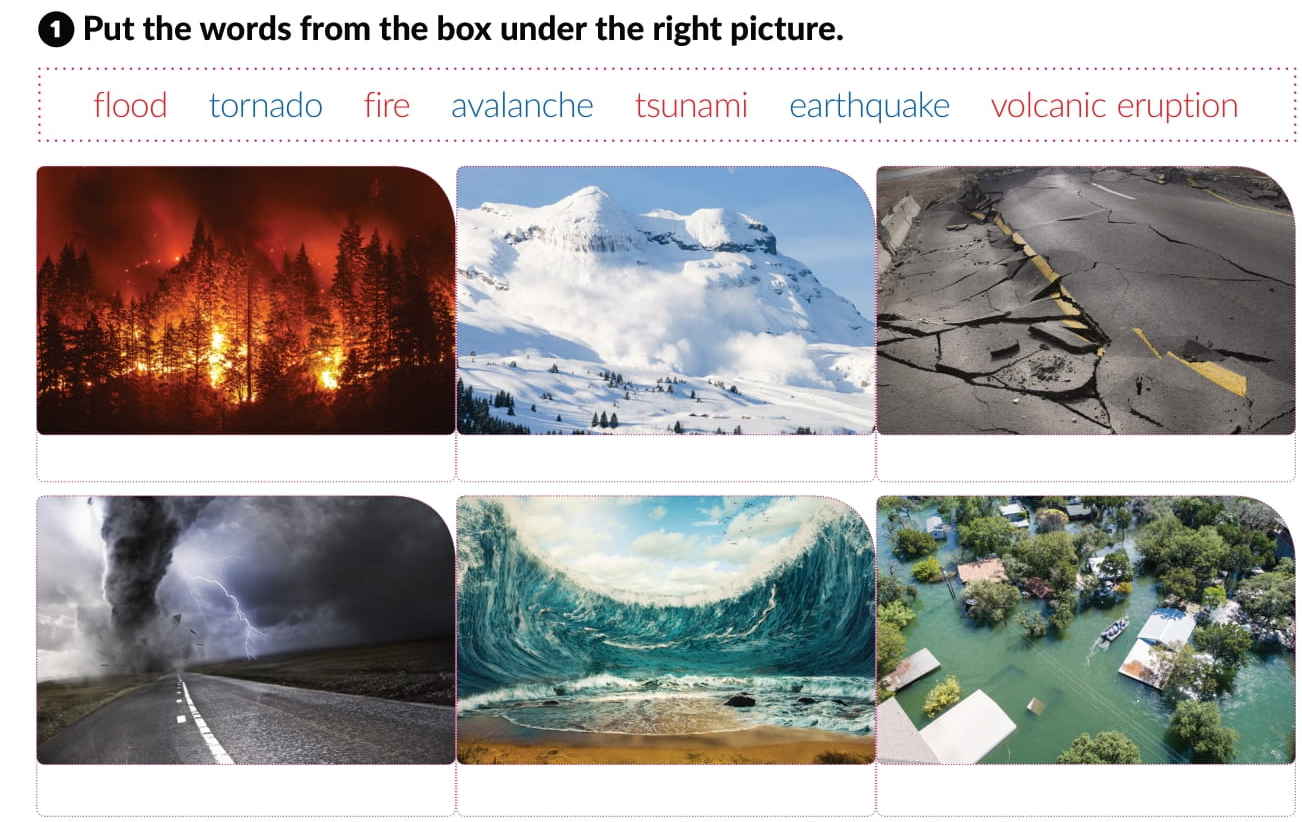 1 Put the words from the box under the right picture.
flood tornado fire avalanche tsunami earthquake volcanic eruption